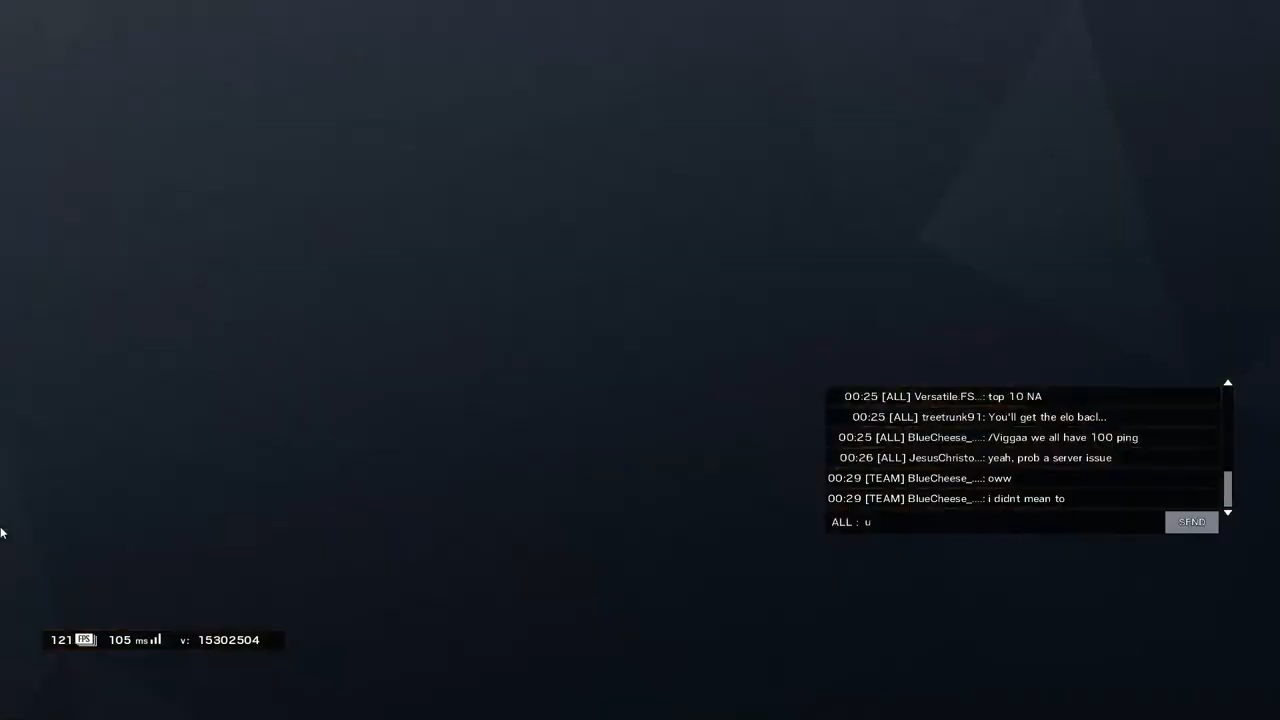 00:25 [ALL] Versatile.FS...: top 10 NA
00:25 [ALL] treetrunk91: You'll get the elo bacl...
00:25 [ALL] BlueCheese_....: /Viggaa we all have 100 ping
00:26 [ALL] JesusChristo...: yeah, prob a server issue
00:29 [TEAM] BlueCheese_....: oww
00:29 [TEAM] BlueCheese_....: i didnt mean to
ALL : u SEND
121 FPS 105 ms v: 15302504